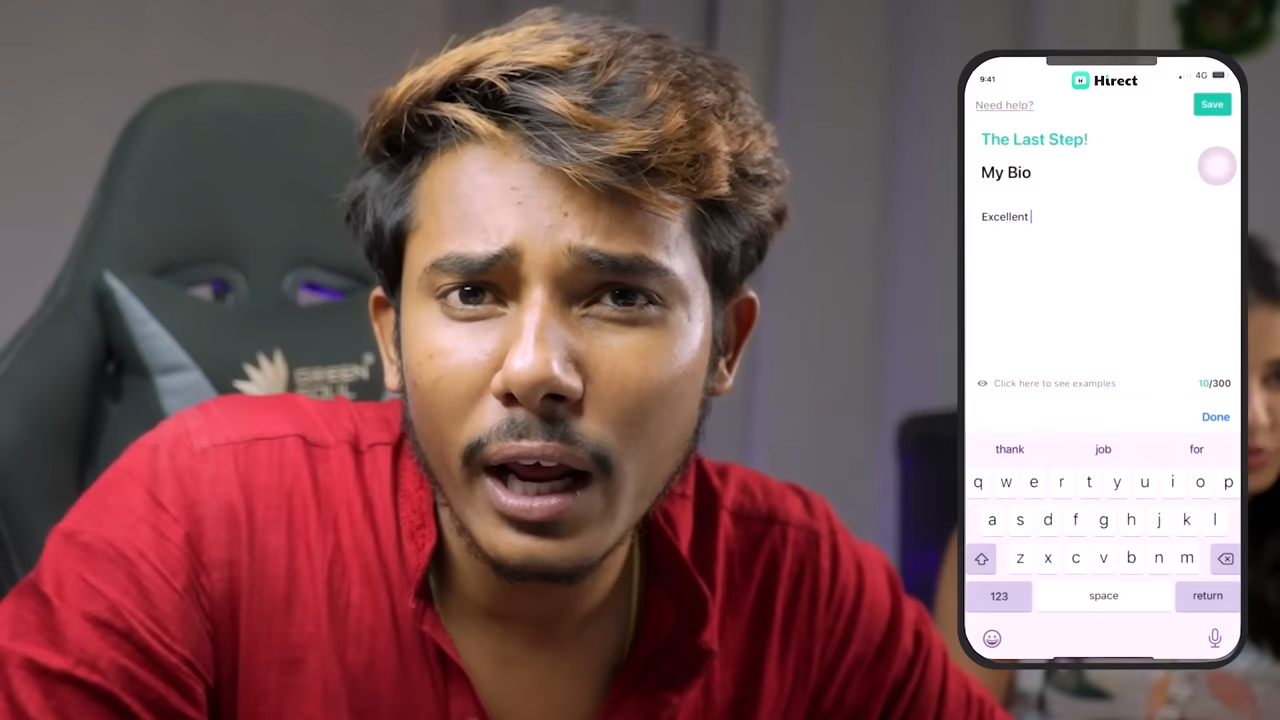 GREEN
SOUL
9:41
Hirect
4G
Need help?
Save
The Last Step!
My Bio
Excellent
Click here to see examples
10/300
Done
thank job for
q w e r t y u i o p
a s d f g h j k l
z x c v b n m
123 space return